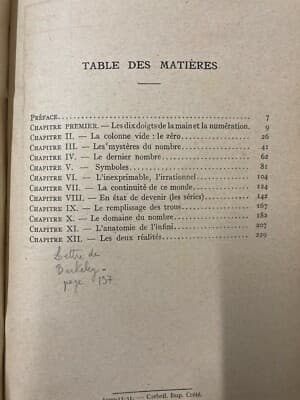 TABLE DES MATIÈRES
PRÉFACE 7
CHAPITRE PREMIER. — Les dix doigts de la main et la numération. 9
CHAPITRE II. — La colonne vide : le zéro 26
CHAPITRE III. — Les mystères du nombre 41
CHAPITRE IV. — Le dernier nombre 62
CHAPITRE V. — Symboles 81
CHAPITRE VI. — L'inexprimable, l'irrationnel 104
CHAPITRE VII. — La continuité de ce monde 124
CHAPITRE VIII. — En état de devenir (les séries) 142
CHAPITRE IX. — Le remplissage des trous 167
CHAPITRE X. — Le domaine du nombre 182
CHAPITRE XI. — L'anatomie de l'infini 207
CHAPITRE XII. — Les deux réalités 229
Lettre de
Berkeley
page 137
Corbeil. Imp. Crété.